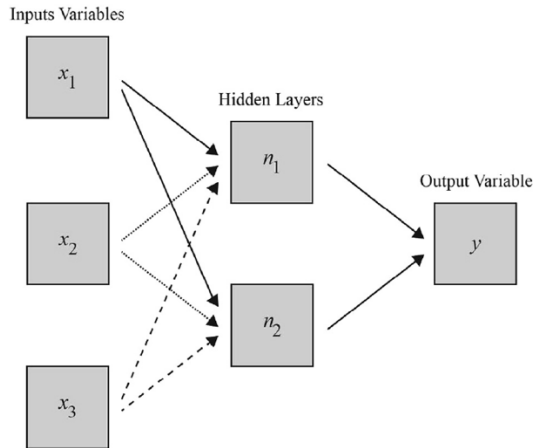 Inputs Variables
x1
Hidden Layers
n1
Output Variable
x2
y
n2
x3